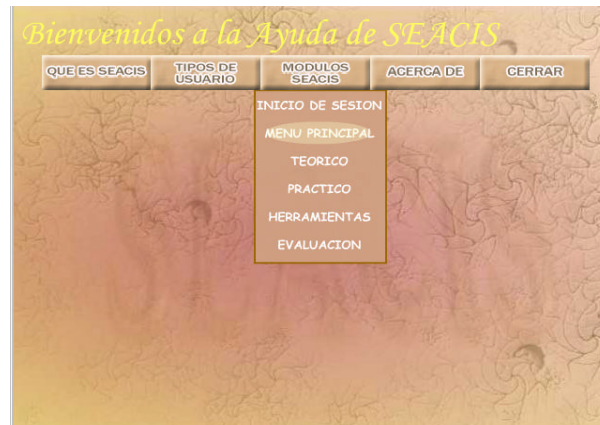 Bienvenidos a la Ayuda de SEACIS
QUE ES SEACIS
TIPOS DE
USUARIO
MODULOS
SEACIS
ACERCA DE
CERRAR
INICIO DE SESION
MENU PRINCIPAL
TEORICO
PRACTICO
HERRAMIENTAS
EVALUACION